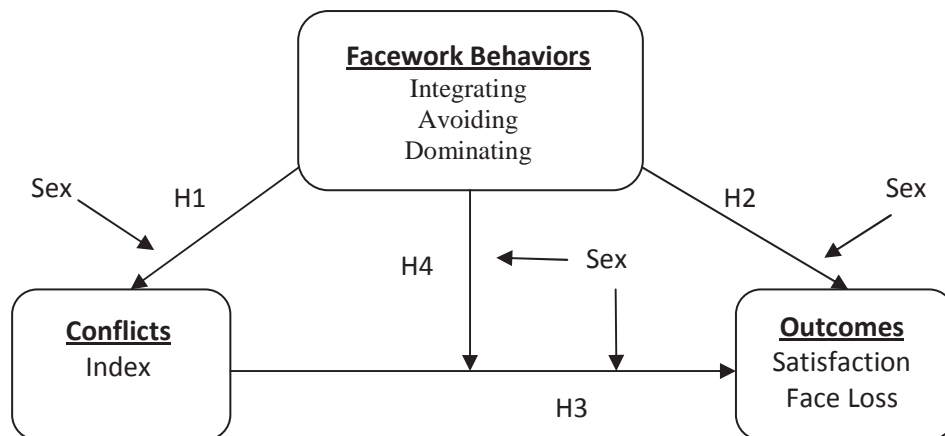 Facework Behaviors
Integrating
Avoiding
Dominating
Sex
H1
H2
Sex
H4
Sex
Conflicts
Index
Outcomes
Satisfaction
Face Loss
H3